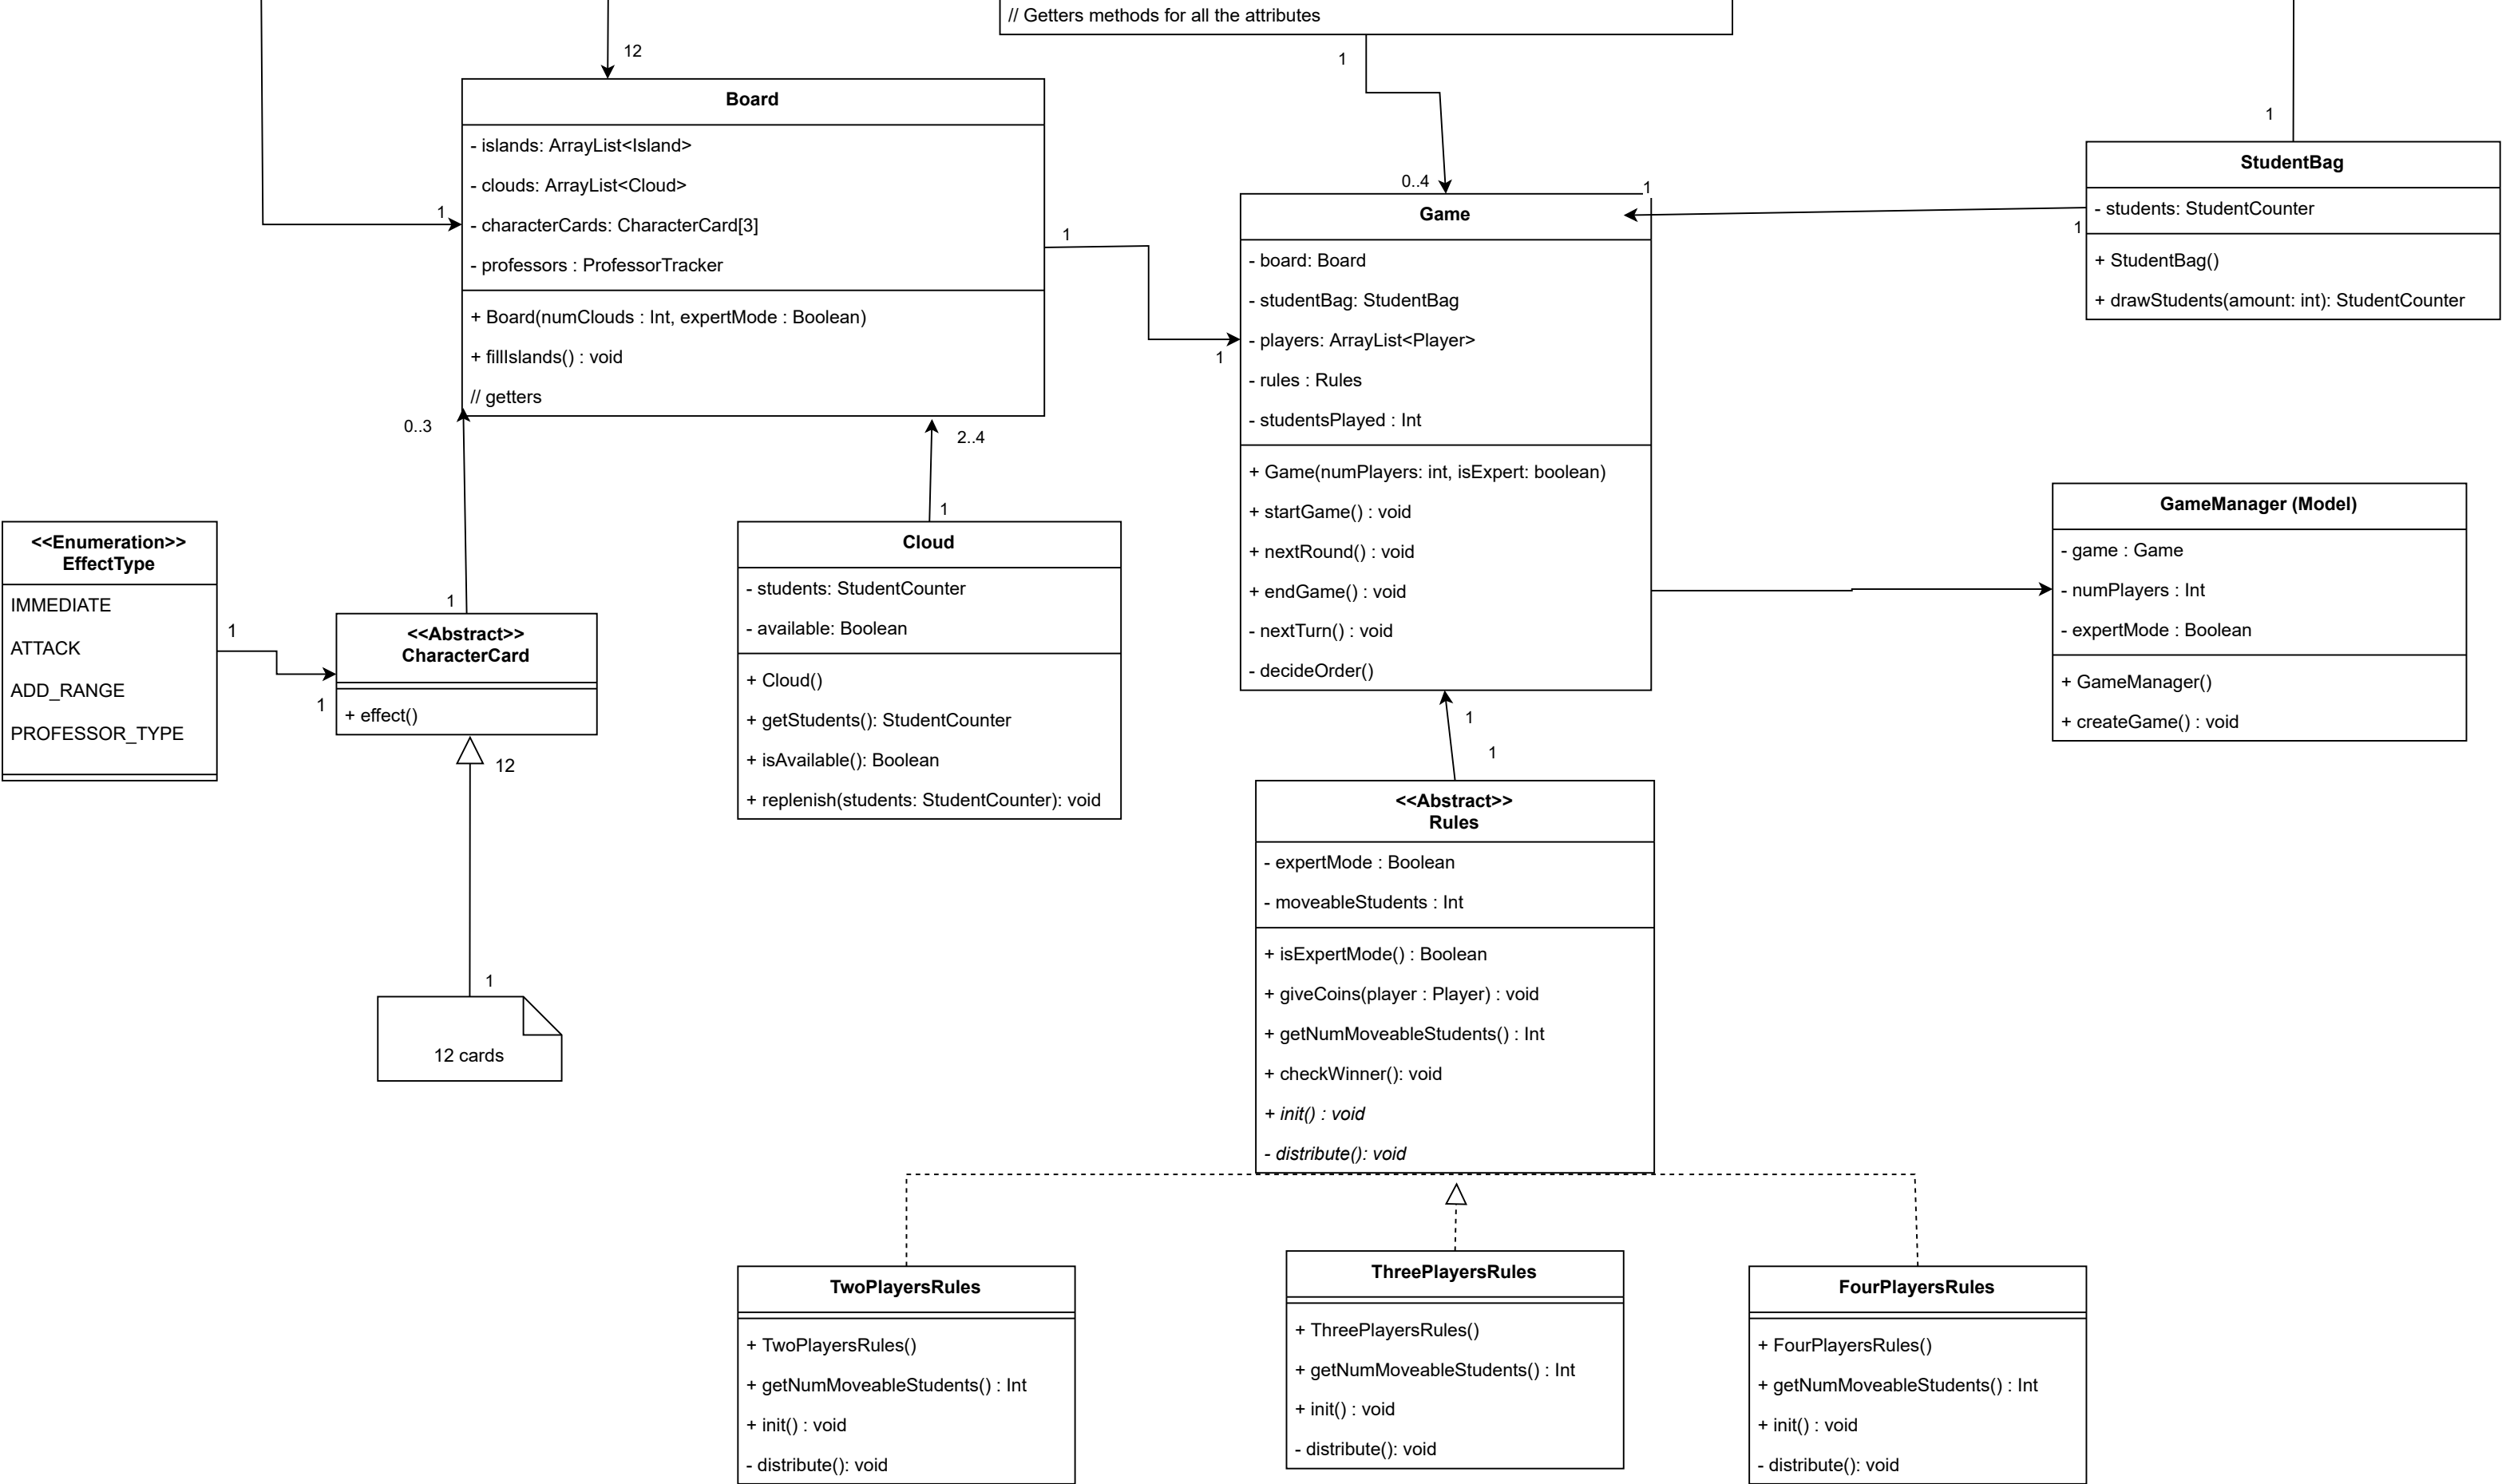 // Getters methods for all the attributes
12
1
1
Board
- islands: ArrayList<Island>
- clouds: ArrayList<Cloud>
- characterCards: CharacterCard[3]
- professors : ProfessorTracker
+ Board(numClouds : Int, expertMode : Boolean)
+ fillIslands() : void
// getters
1
1
1
0..3
2..4
0..4
1
Game
- board: Board
- studentBag: StudentBag
- players: ArrayList<Player>
- rules : Rules
- studentsPlayed : Int
+ Game(numPlayers: int, isExpert: boolean)
+ startGame() : void
+ nextRound() : void
+ endGame() : void
- nextTurn() : void
- decideOrder()
StudentBag
- students: StudentCounter
+ StudentBag()
+ drawStudents(amount: int): StudentCounter
1
GameManager (Model)
- game : Game
- numPlayers : Int
- expertMode : Boolean
+ GameManager()
+ createGame() : void
<<Enumeration>>
EffectType
IMMEDIATE
ATTACK
ADD_RANGE
PROFESSOR_TYPE
1
1
1
<<Abstract>>
CharacterCard
+ effect()
12
1
12 cards
1
Cloud
- students: StudentCounter
- available: Boolean
+ Cloud()
+ getStudents(): StudentCounter
+ isAvailable(): Boolean
+ replenish(students: StudentCounter): void
1
1
<<Abstract>>
Rules
- expertMode : Boolean
- moveableStudents : Int
+ isExpertMode() : Boolean
+ giveCoins(player : Player) : void
+ getNumMoveableStudents() : Int
+ checkWinner(): void
+ init() : void
- distribute(): void
TwoPlayersRules
+ TwoPlayersRules()
+ getNumMoveableStudents() : Int
+ init() : void
- distribute(): void
ThreePlayersRules
+ ThreePlayersRules()
+ getNumMoveableStudents() : Int
+ init() : void
- distribute(): void
FourPlayersRules
+ FourPlayersRules()
+ getNumMoveableStudents() : Int
+ init() : void
- distribute(): void